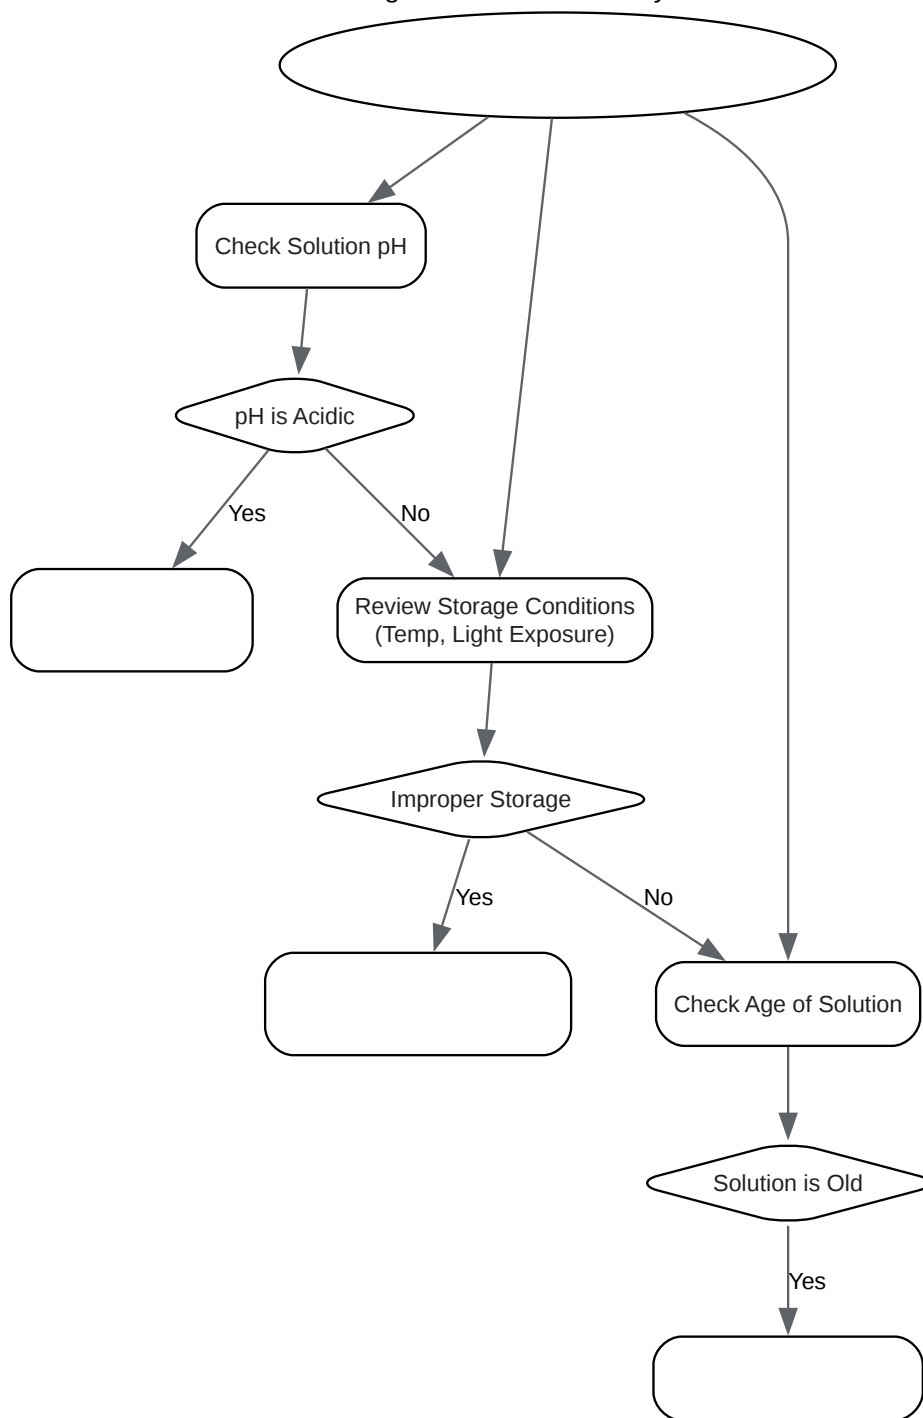 Check Solution pH
pH is Acidic
Yes
No
Review Storage Conditions
(Temp, Light Exposure)
Improper Storage
Yes
No
Check Age of Solution
Solution is Old
Yes